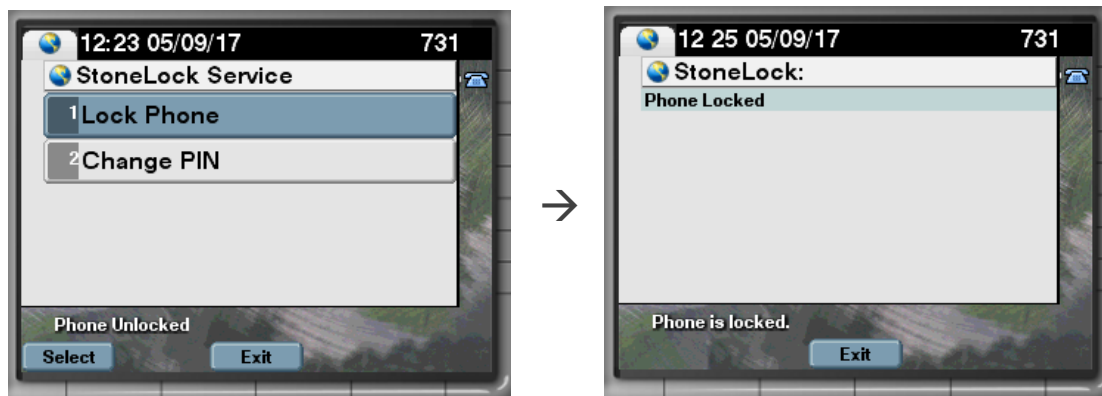 12:23 05/09/17 731
StoneLock Service
1 Lock Phone
2 Change PIN
Phone Unlocked
Select Exit
→
12 25 05/09/17 731
StoneLock:
Phone Locked
Phone is locked.
Exit